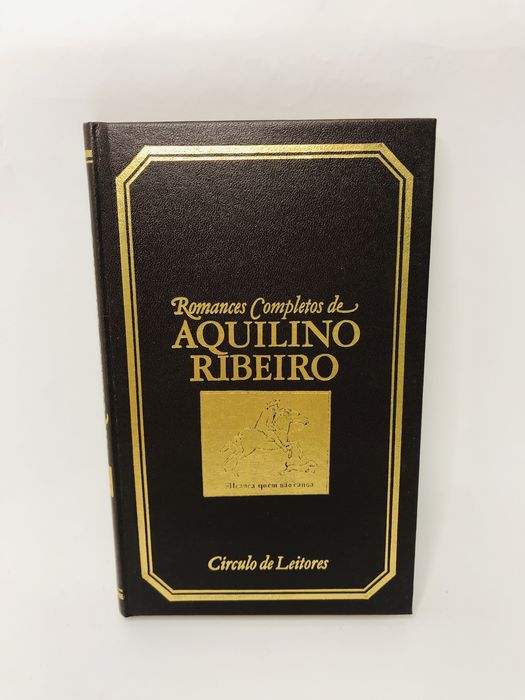 Romances Completos de
AQUILINO
RIBEIRO
Alcança quem não cansa
Círculo de Leitores